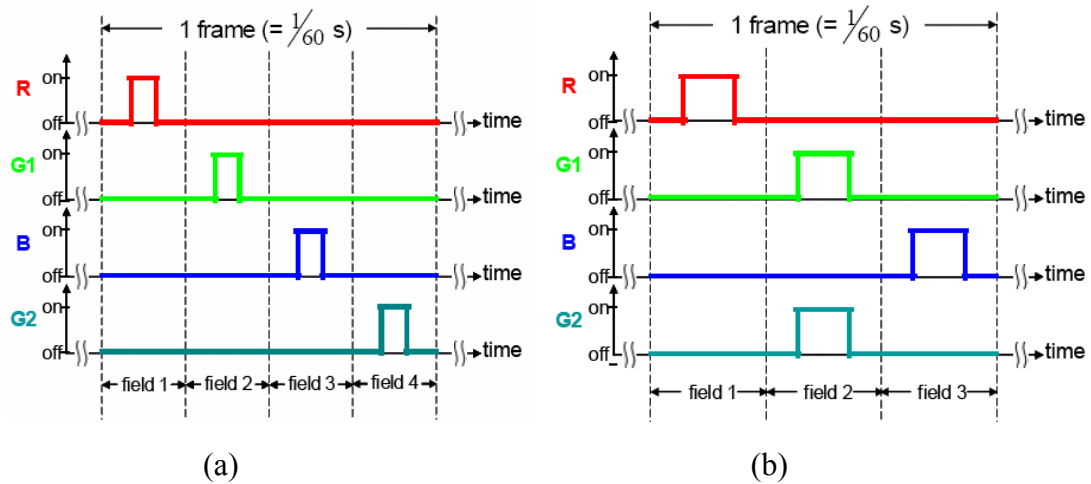 1 frame (= 1/60 s)
R
on
off
time
G1
on
off
time
B
on
off
time
G2
on
off
time
field 1
field 2
field 3
field 4
(a)
1 frame (= 1/60 s)
R
on
off
time
G1
on
off
time
B
on
off
time
G2
on
off
time
field 1
field 2
field 3
(b)